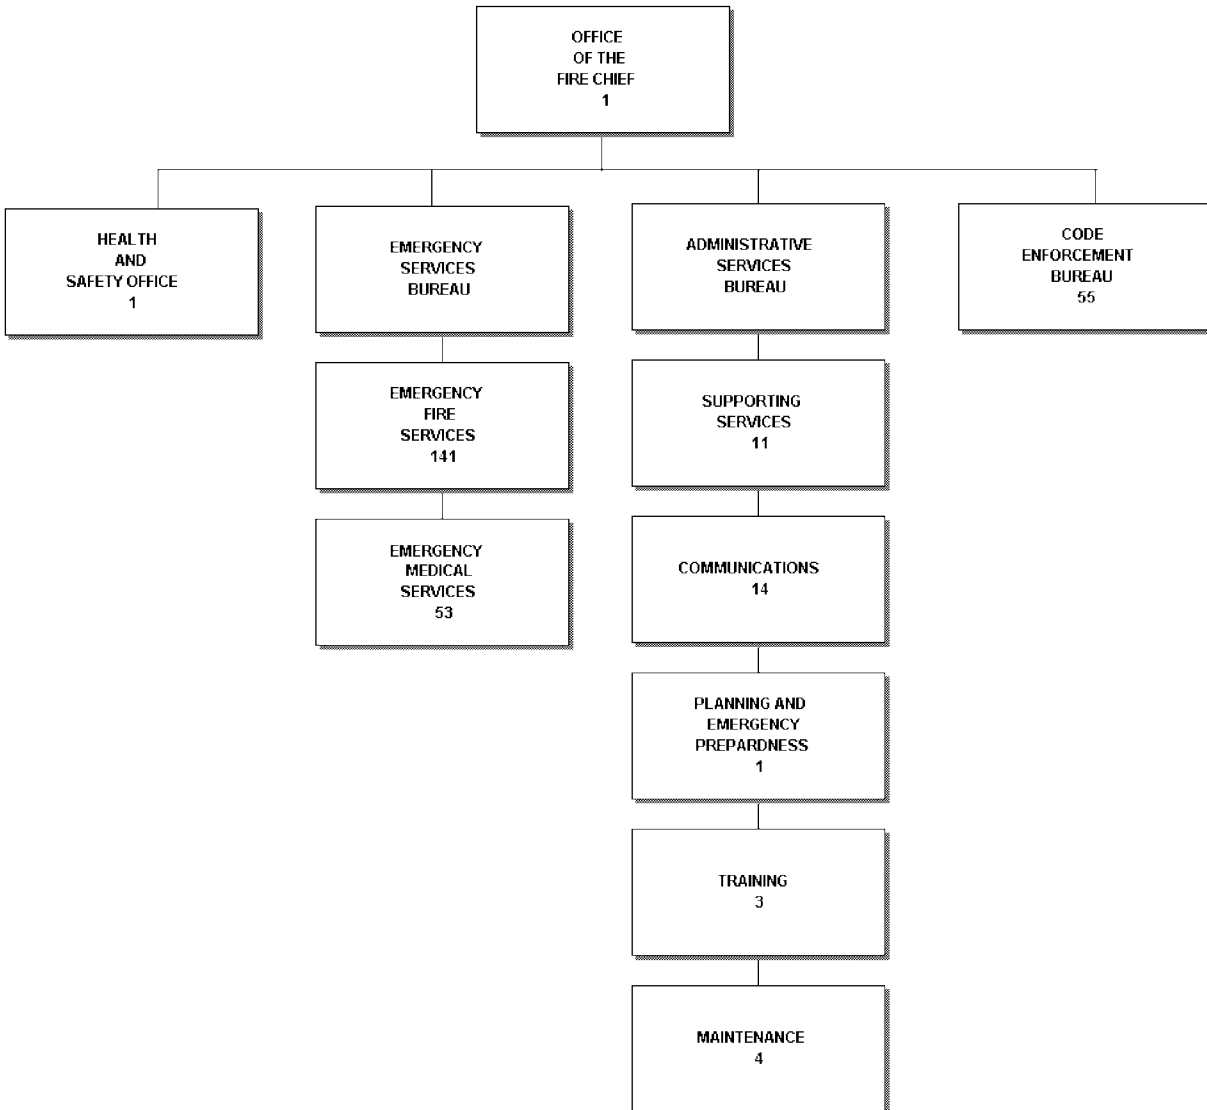 OFFICE
OF THE
FIRE CHIEF
1
HEALTH
AND
SAFETY OFFICE
1
EMERGENCY
SERVICES
BUREAU
ADMINISTRATIVE
SERVICES
BUREAU
CODE
ENFORCEMENT
BUREAU
55
EMERGENCY
FIRE
SERVICES
141
SUPPORTING
SERVICES
11
EMERGENCY
MEDICAL
SERVICES
53
COMMUNICATIONS
14
PLANNING AND
EMERGENCY
PREPARDNESS
1
TRAINING
3
MAINTENANCE
4